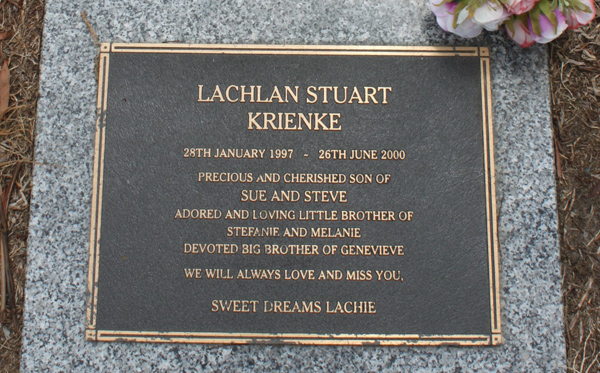 LACHLAN STUART
KRIENKE
28TH JANUARY 1997 - 26TH JUNE 2000
PRECIOUS AND CHERISHED SON OF
SUE AND STEVE
ADORED AND LOVING LITTLE BROTHER OF
STEFANIE AND MELANIE
DEVOTED BIG BROTHER OF GENEVIEVE
WE WILL ALWAYS LOVE AND MISS YOU,
SWEET DREAMS LACHIE